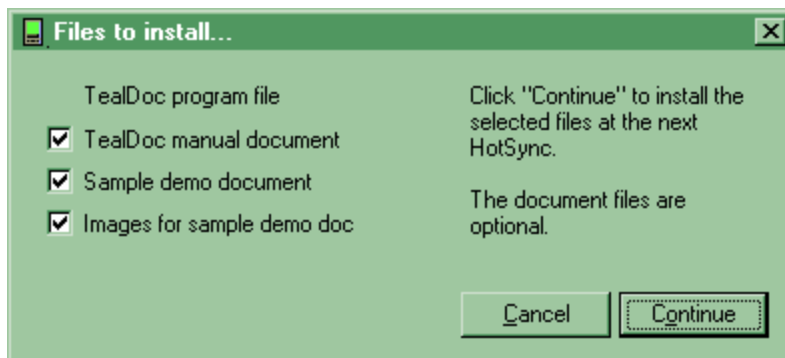 Files to install...
TealDoc program file
TealDoc manual document
Sample demo document
Images for sample demo doc
Click "Continue" to install the
selected files at the next
HotSync.
The document files are
optional.
Cancel
Continue